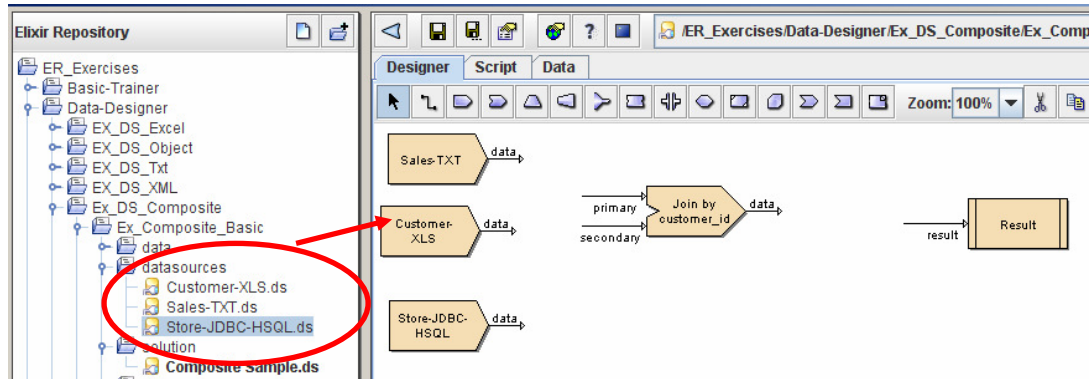 Elixir Repository
ER_Exercises
Basic-Trainer
Data-Designer
EX_DS_Excel
EX_DS_Object
EX_DS_Txt
EX_DS_XML
Ex_DS_Composite
Ex_Composite_Basic
data
datasources
Customer-XLS.ds
Sales-TXT.ds
Store-JDBC-HSQL.ds
solution
Composite Sample.ds
?
/ER_Exercises/Data-Designer/Ex_DS_Composite/Ex_Comp
Designer Script Data
Zoom: 100%
Sales-TXT data
Customer-
XLS
data
primary
secondary
Join by
customer_id
data
result
Result
Store-JDBC-
HSQL
data